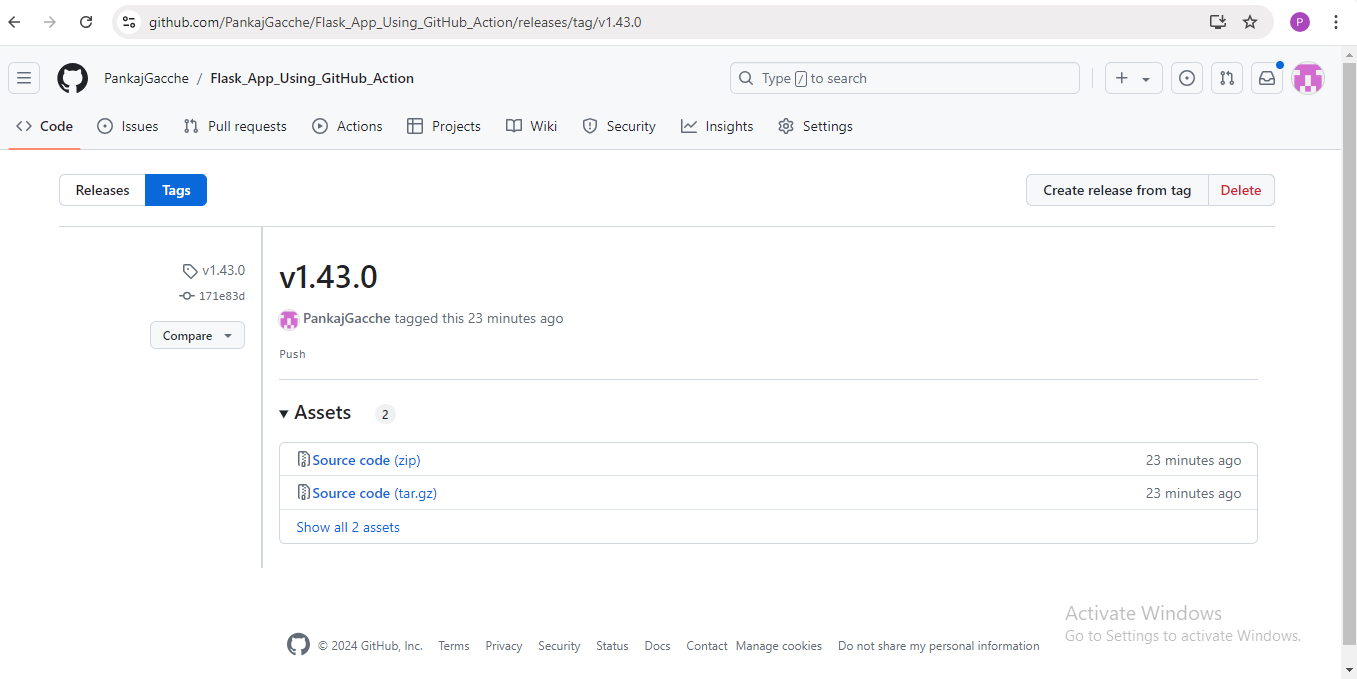 github.com/PankajGacche/Flask_App_Using_GitHub_Action/releases/tag/v1.43.0
P
PankajGacche / Flask_App_Using_GitHub_Action
Type / to search
Code Issues Pull requests Actions Projects Wiki Security Insights Settings
Releases Tags
Create release from tag Delete
v1.43.0
171e83d
Compare
v1.43.0
PankajGacche tagged this 23 minutes ago
Push
Assets 2
Source code (zip) 23 minutes ago
Source code (tar.gz) 23 minutes ago
Show all 2 assets
Activate Windows
Go to Settings to activate Windows.
© 2024 GitHub, Inc. Terms Privacy Security Status Docs Contact Manage cookies Do not share my personal information